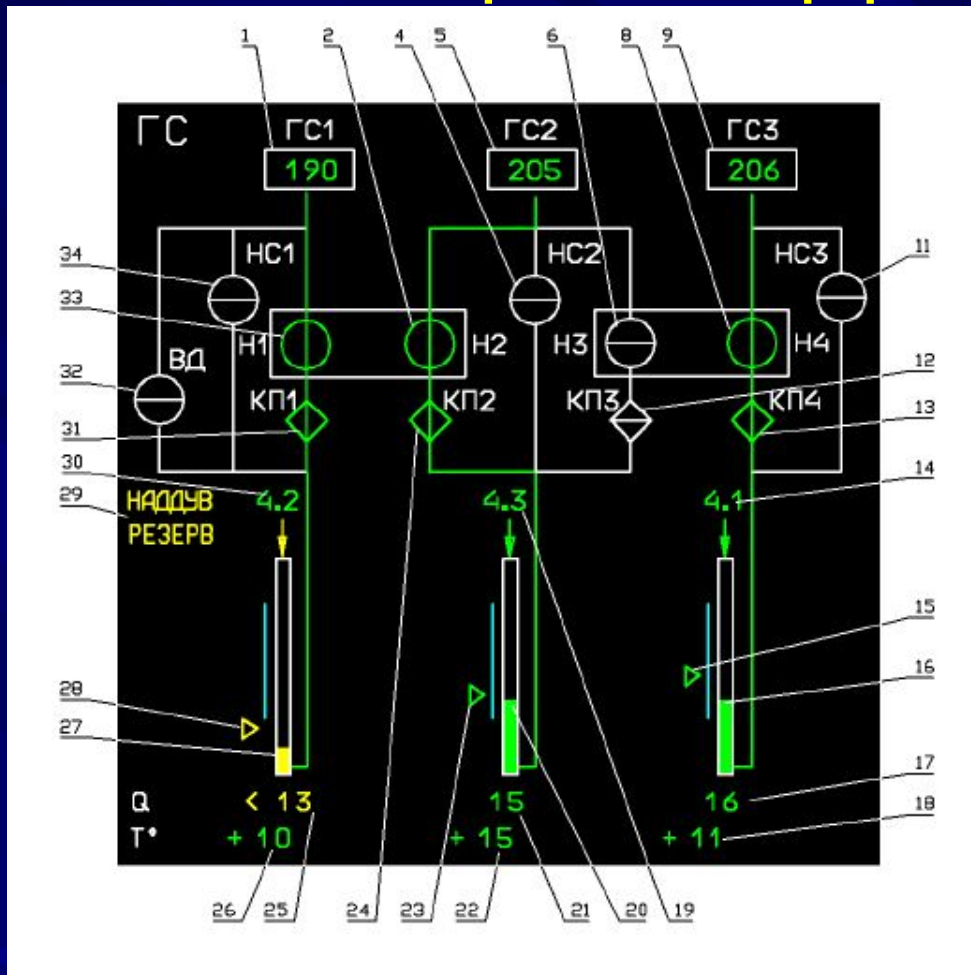 1 2 4 5 6 8 9
ГС ГС1 ГС2 ГС3
190 205 206
НС1 НС2 НС3 11
34
33
Н1 Н2 Н3 Н4
ВД 12
32
КП1 КП2 КП3 КП4 13
31
30 4.2 4.3 4.1 14
29 НАДДУВ
РЕЗЕРВ
15
16
28
27
Q < 13 15 16 17
T° + 10 + 15 + 11 18
26 25 24 23 22 21 20 19